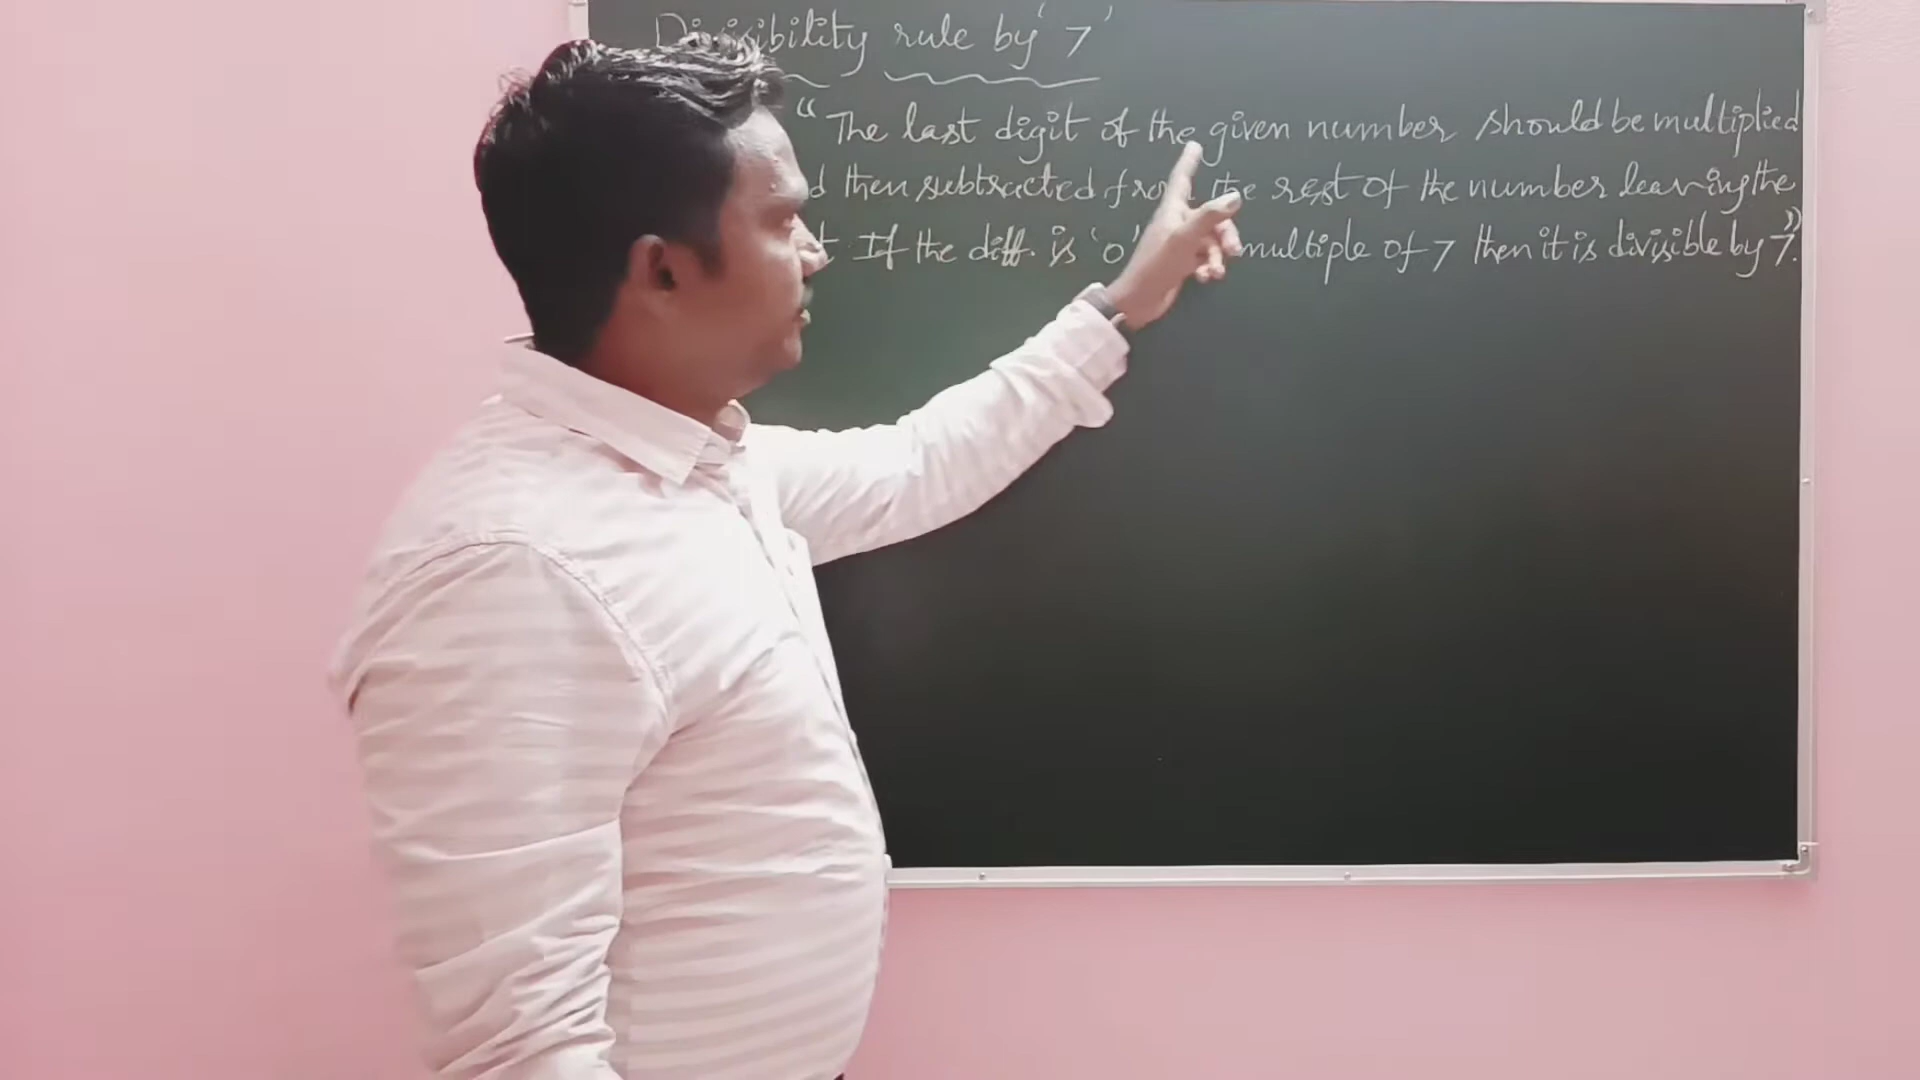 Divisibility rule by '7'
"The last digit of the given number should be multiplied
then subtracted from the rest of the number leaving the
If the diff. is '0' multiple of 7 then it is divisible by 7."